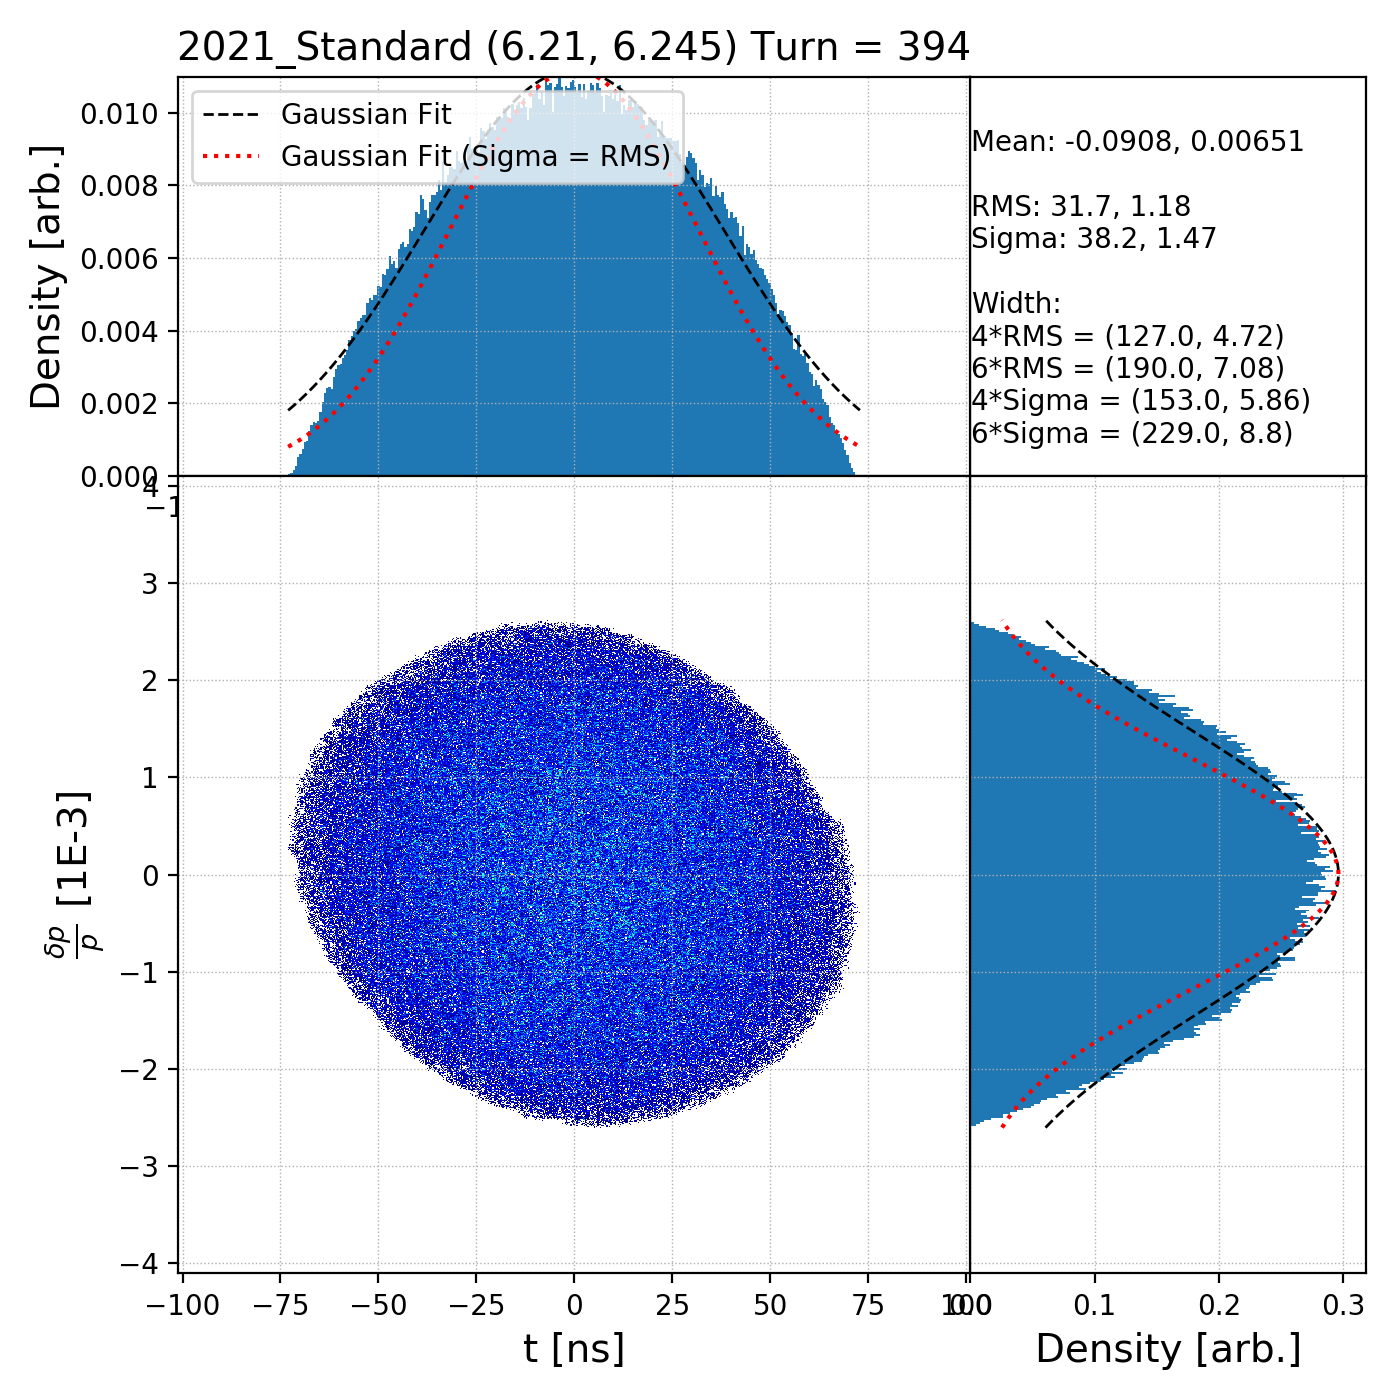 2021_Standard (6.21, 6.245) Turn = 394
Density [arb.]
0.010
0.008
0.006
0.004
0.002
0.000
Gaussian Fit
Gaussian Fit (Sigma = RMS)
Mean: -0.0908, 0.00651
RMS: 31.7, 1.18
Sigma: 38.2, 1.47
Width:
4*RMS = (127.0, 4.72)
6*RMS = (190.0, 7.08)
4*Sigma = (153.0, 5.86)
6*Sigma = (229.0, 8.8)
δp/p [1E-3]
4
3
2
1
0
−1
−2
−3
−4
−100 −75 −50 −25 0 25 50 75 100
t [ns]
0.0 0.1 0.2 0.3
Density [arb.]